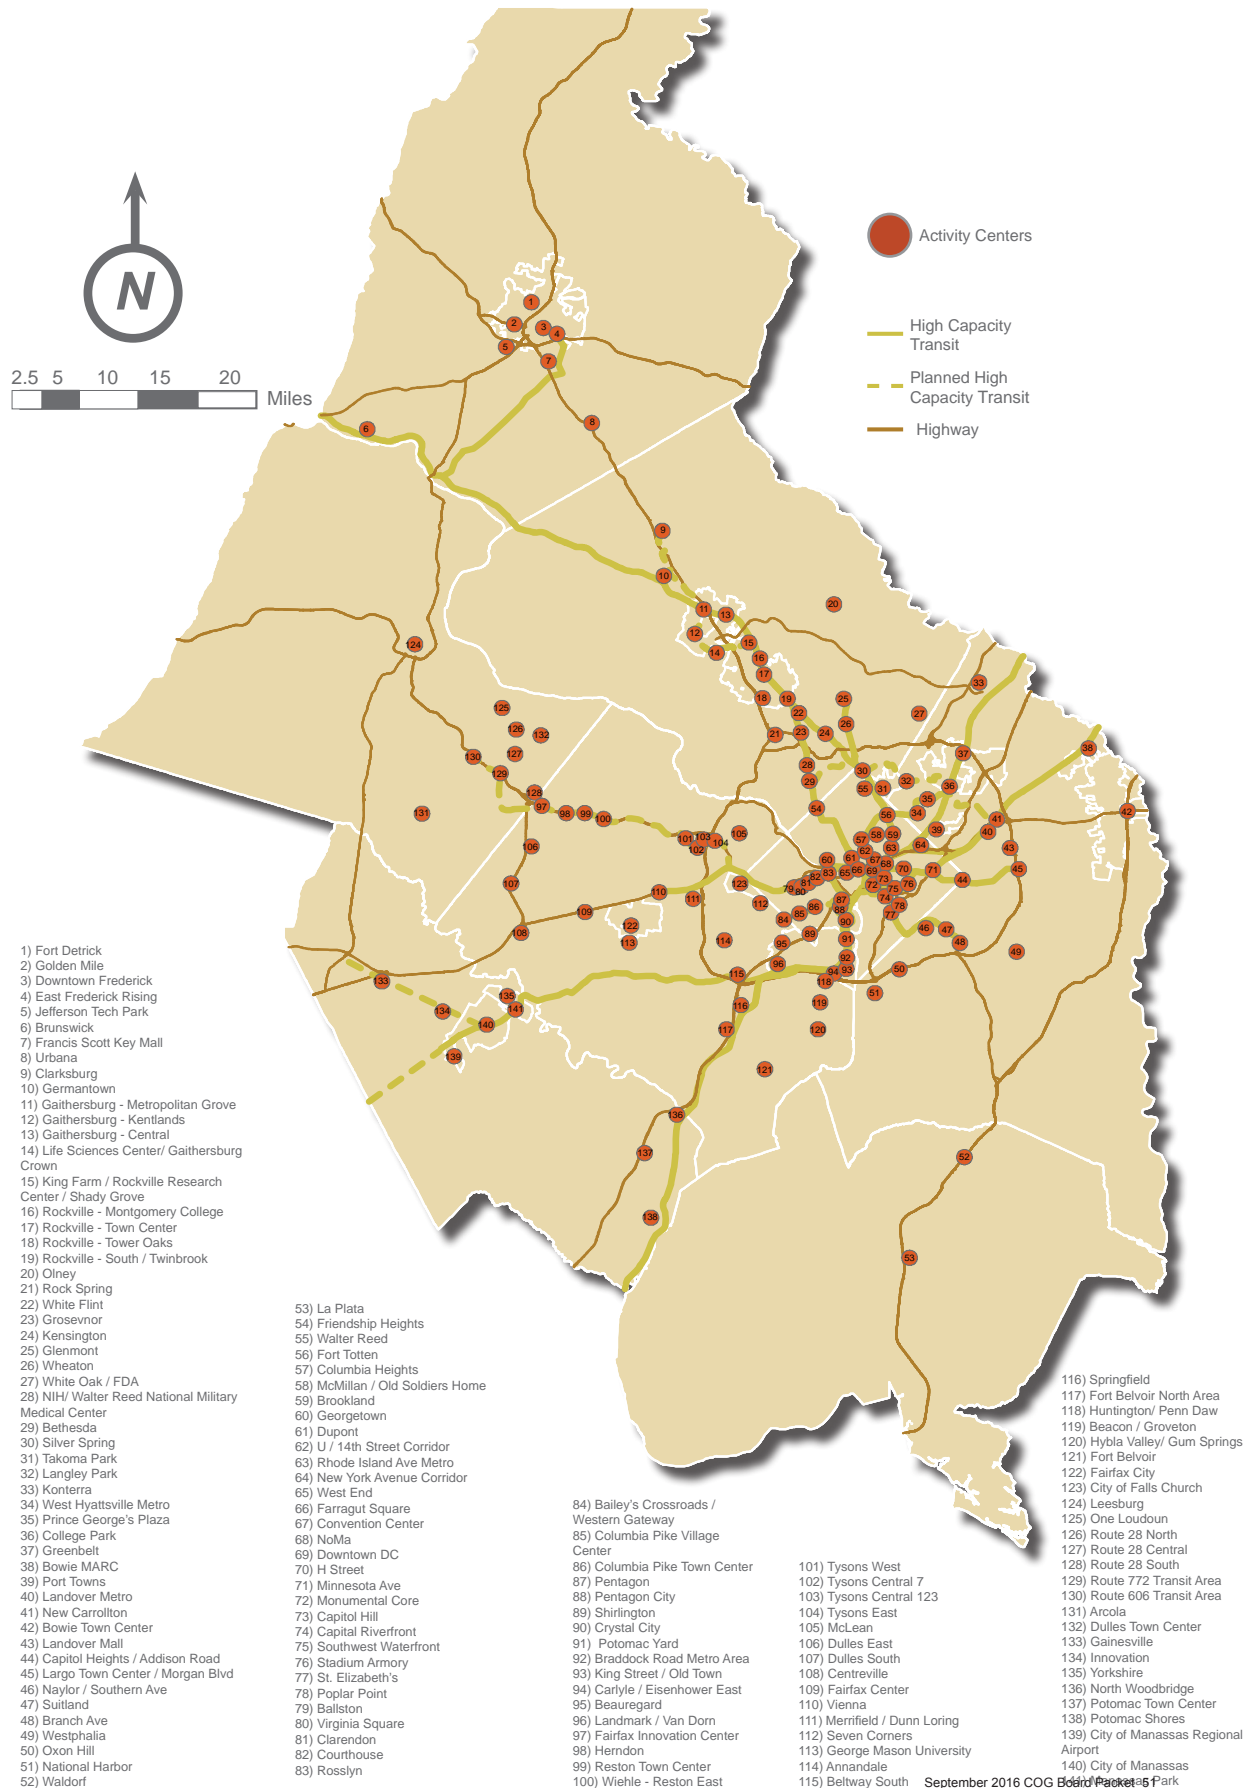 N
2.5 5 10 15 20
Miles
Activity Centers
High Capacity
Transit
Planned High
Capacity Transit
Highway
1) Fort Detrick
2) Golden Mile
3) Downtown Frederick
4) East Frederick Rising
5) Jefferson Tech Park
6) Brunswick
7) Francis Scott Key Mall
8) Urbana
9) Clarksburg
10) Germantown
11) Gaithersburg - Metropolitan Grove
12) Gaithersburg - Kentlands
13) Gaithersburg - Central
14) Life Sciences Center/ Gaithersburg
Crown
15) King Farm / Rockville Research
Center / Shady Grove
16) Rockville - Montgomery College
17) Rockville - Town Center
18) Rockville - Tower Oaks
19) Rockville - South / Twinbrook
20) Olney
21) Rock Spring
22) White Flint
23) Grosevnor
24) Kensington
25) Glenmont
26) Wheaton
27) White Oak / FDA
28) NIH/ Walter Reed National Military
Medical Center
29) Bethesda
30) Silver Spring
31) Takoma Park
32) Langley Park
33) Konterra
34) West Hyattsville Metro
35) Prince George's Plaza
36) College Park
37) Greenbelt
38) Bowie MARC
39) Port Towns
40) Landover Metro
41) New Carrollton
42) Bowie Town Center
43) Landover Mall
44) Capitol Heights / Addison Road
45) Largo Town Center / Morgan Blvd
46) Naylor / Southern Ave
47) Suitland
48) Branch Ave
49) Westphalia
50) Oxon Hill
51) National Harbor
52) Waldorf
53) La Plata
54) Friendship Heights
55) Walter Reed
56) Fort Totten
57) Columbia Heights
58) McMillan / Old Soldiers Home
59) Brookland
60) Georgetown
61) Dupont
62) U / 14th Street Corridor
63) Rhode Island Ave Metro
64) New York Avenue Corridor
65) West End
66) Farragut Square
67) Convention Center
68) NoMa
69) Downtown DC
70) H Street
71) Minnesota Ave
72) Monumental Core
73) Capitol Hill
74) Capital Riverfront
75) Southwest Waterfront
76) Stadium Armory
77) St. Elizabeth's
78) Poplar Point
79) Ballston
80) Virginia Square
81) Clarendon
82) Courthouse
83) Rosslyn
84) Bailey's Crossroads /
Western Gateway
85) Columbia Pike Village
Center
86) Columbia Pike Town Center
87) Pentagon
88) Pentagon City
89) Shirlington
90) Crystal City
91) Potomac Yard
92) Braddock Road Metro Area
93) King Street / Old Town
94) Carlyle / Eisenhower East
95) Beauregard
96) Landmark / Van Dorn
97) Fairfax Innovation Center
98) Herndon
99) Reston Town Center
100) Wiehle - Reston East
101) Tysons West
102) Tysons Central 7
103) Tysons Central 123
104) Tysons East
105) McLean
106) Dulles East
107) Dulles South
108) Centreville
109) Fairfax Center
110) Vienna
111) Merrifield / Dunn Loring
112) Seven Corners
113) George Mason University
114) Annandale
115) Beltway South
116) Springfield
117) Fort Belvoir North Area
118) Huntington/ Penn Daw
119) Beacon / Groveton
120) Hybla Valley/ Gum Springs
121) Fort Belvoir
122) Fairfax City
123) City of Falls Church
124) Leesburg
125) One Loudoun
126) Route 28 North
127) Route 28 Central
128) Route 28 South
129) Route 772 Transit Area
130) Route 606 Transit Area
131) Arcola
132) Dulles Town Center
133) Gainesville
134) Innovation
135) Yorkshire
136) North Woodbridge
137) Potomac Town Center
138) Potomac Shores
139) City of Manassas Regional
Airport
140) City of Manassas
141) Manassas Park
September 2016 COG Board Packet 51